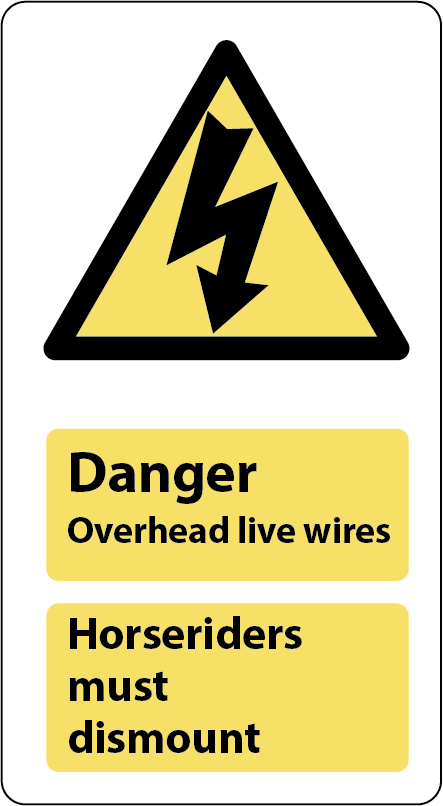 Danger
Overhead live wires
Horseriders
must
dismount